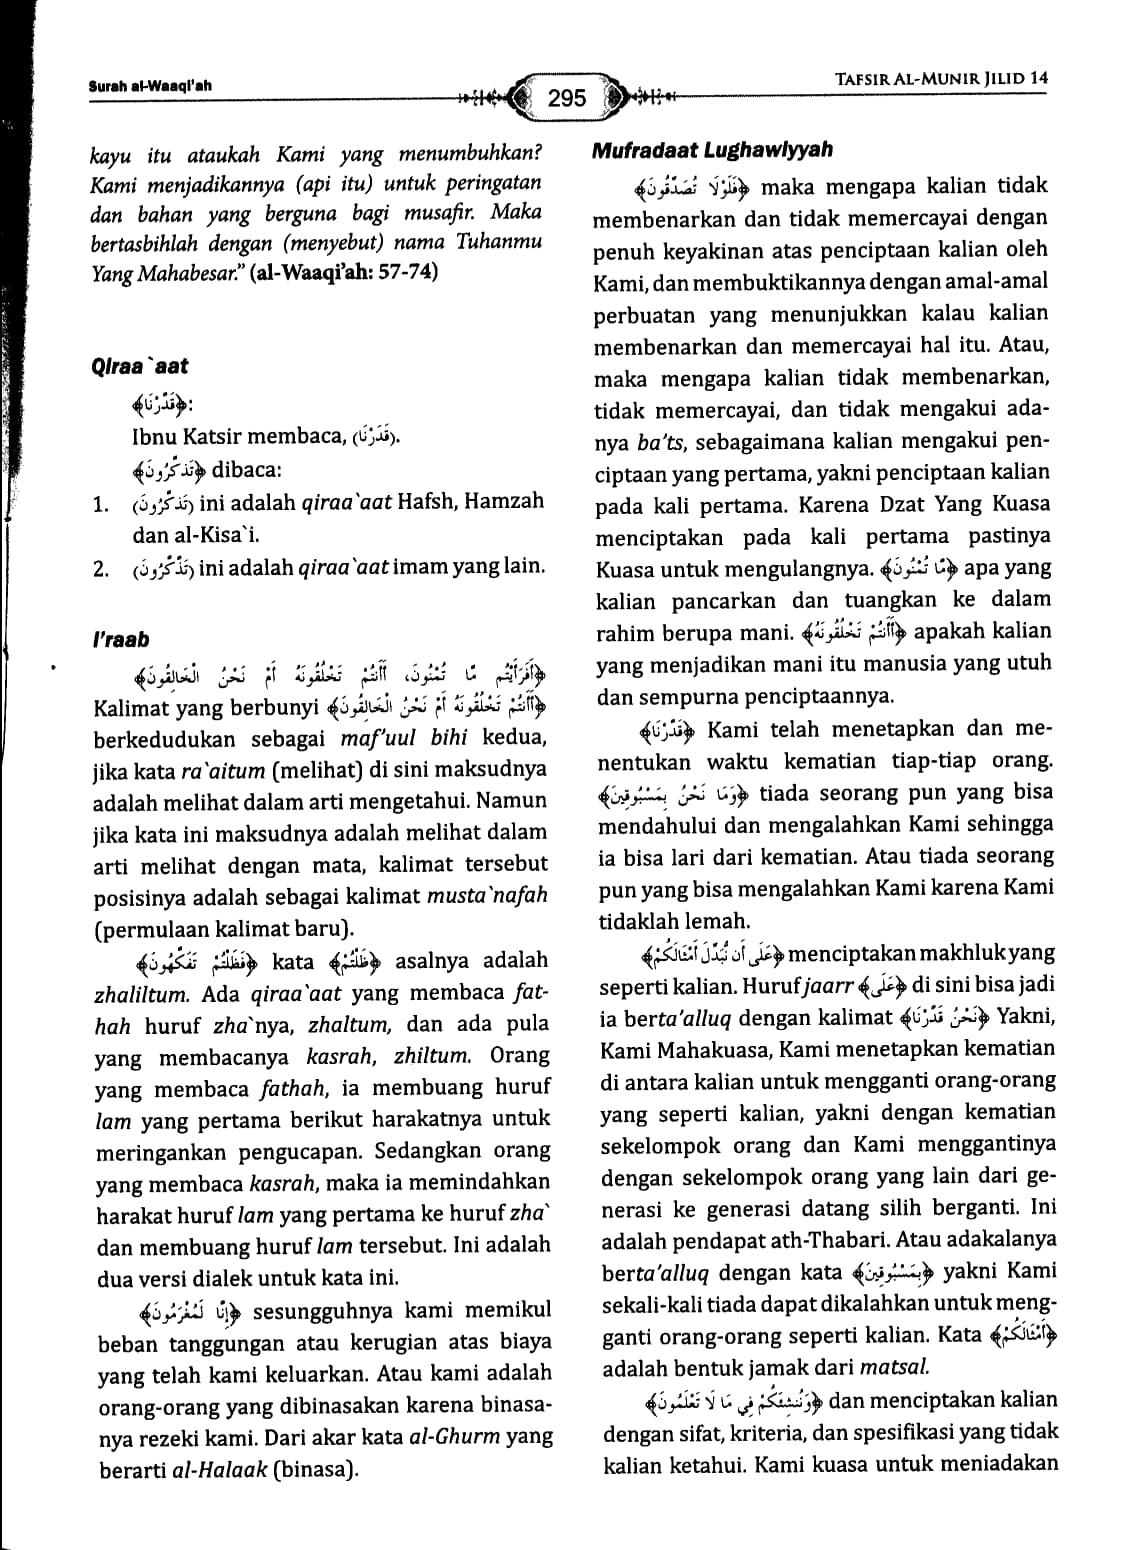 Surah al-Waaqi'ah
295
TAFSIR AL-MUNIR JILID 14
kayu itu ataukah Kami yang menumbuhkan?
Kami menjadikannya (api itu) untuk peringatan
dan bahan yang berguna bagi musafir. Maka
bertasbihlah dengan (menyebut) nama Tuhanmu
Yang Mahabesar.” (al-Waaqi’ah: 57-74)
Qiraa`aat
﴿قَدَّرْنَا﴾:
Ibnu Katsir membaca, (قَدَرْنَا).
﴿تَذَكَّرُونَ﴾ dibaca:
1. (تَذَكَّرُونَ) ini adalah qiraa`aat Hafsh, Hamzah
dan al-Kisa`i.
2. (تَذَّكَّرُونَ) ini adalah qiraa`aat imam yang lain.
I’raab
﴿أَفَرَأَيْتُم مَّا تُمْنُونَ، أَأَنتُمْ تَخْلُقُونَهُ أَمْ نَحْنُ الْخَالِقُونَ﴾
Kalimat yang berbunyi ﴿أَأَنتُمْ تَخْلُقُونَهُ أَمْ نَحْنُ الْخَالِقُونَ﴾
berkedudukan sebagai maf’uul bihi kedua,
jika kata ra`aitum (melihat) di sini maksudnya
adalah melihat dalam arti mengetahui. Namun
jika kata ini maksudnya adalah melihat dalam
arti melihat dengan mata, kalimat tersebut
posisinya adalah sebagai kalimat musta`nafah
(permulaan kalimat baru).
﴿فَظَلْتُمْ تَفَكَّهُونَ﴾ kata ﴿ظَلْتُمْ﴾ asalnya adalah
zhaliltum. Ada qiraa`aat yang membaca fat-
hah huruf zha`nya, zhaltum, dan ada pula
yang membacanya kasrah, zhiltum. Orang
yang membaca fathah, ia membuang huruf
lam yang pertama berikut harakatnya untuk
meringankan pengucapan. Sedangkan orang
yang membaca kasrah, maka ia memindahkan
harakat huruf lam yang pertama ke huruf zha`
dan membuang huruf lam tersebut. Ini adalah
dua versi dialek untuk kata ini.
﴿إِنَّا لَمُغْرَمُونَ﴾ sesungguhnya kami memikul
beban tanggungan atau kerugian atas biaya
yang telah kami keluarkan. Atau kami adalah
orang-orang yang dibinasakan karena binasa-
nya rezeki kami. Dari akar kata al-Ghurm yang
berarti al-Halaak (binasa).
Mufradaat Lughawiyyah
﴿فَلَوْلَا تُصَدِّقُونَ﴾ maka mengapa kalian tidak
membenarkan dan tidak memercayai dengan
penuh keyakinan atas penciptaan kalian oleh
Kami, dan membuktikannya dengan amal-amal
perbuatan yang menunjukkan kalau kalian
membenarkan dan memercayai hal itu. Atau,
maka mengapa kalian tidak membenarkan,
tidak memercayai, dan tidak mengakui ada-
nya ba’ts, sebagaimana kalian mengakui pen-
ciptaan yang pertama, yakni penciptaan kalian
pada kali pertama. Karena Dzat Yang Kuasa
menciptakan pada kali pertama pastinya
Kuasa untuk mengulangnya. ﴿مَّا تُمْنُونَ﴾ apa yang
kalian pancarkan dan tuangkan ke dalam
rahim berupa mani. ﴿أَأَنتُمْ تَخْلُقُونَهُ﴾ apakah kalian
yang menjadikan mani itu manusia yang utuh
dan sempurna penciptaannya.
﴿قَدَّرْنَا﴾ Kami telah menetapkan dan me-
nentukan waktu kematian tiap-tiap orang.
﴿وَمَا نَحْنُ بِمَسْبُوقِينَ﴾ tiada seorang pun yang bisa
mendahului dan mengalahkan Kami sehingga
ia bisa lari dari kematian. Atau tiada seorang
pun yang bisa mengalahkan Kami karena Kami
tidaklah lemah.
﴿عَلَى أَن نُّبَدِّلَ أَمْثَالَكُمْ﴾ menciptakan makhluk yang
seperti kalian. Huruf jaarr ﴿عَلَى﴾ di sini bisa jadi
ia berta’alluq dengan kalimat ﴿نَحْنُ قَدَّرْنَا﴾ Yakni,
Kami Mahakuasa, Kami menetapkan kematian
di antara kalian untuk mengganti orang-orang
yang seperti kalian, yakni dengan kematian
sekelompok orang dan Kami menggantinya
dengan sekelompok orang yang lain dari ge-
nerasi ke generasi datang silih berganti. Ini
adalah pendapat ath-Thabari. Atau adakalanya
berta’alluq dengan kata ﴿بِمَسْبُوقِينَ﴾ yakni Kami
sekali-kali tiada dapat dikalahkan untuk meng-
ganti orang-orang seperti kalian. Kata ﴿أَمْثَالَكُمْ﴾
adalah bentuk jamak dari matsal.
﴿وَنُنشِئَكُمْ فِي مَا لَا تَعْلَمُونَ﴾ dan menciptakan kalian
dengan sifat, kriteria, dan spesifikasi yang tidak
kalian ketahui. Kami kuasa untuk meniadakan